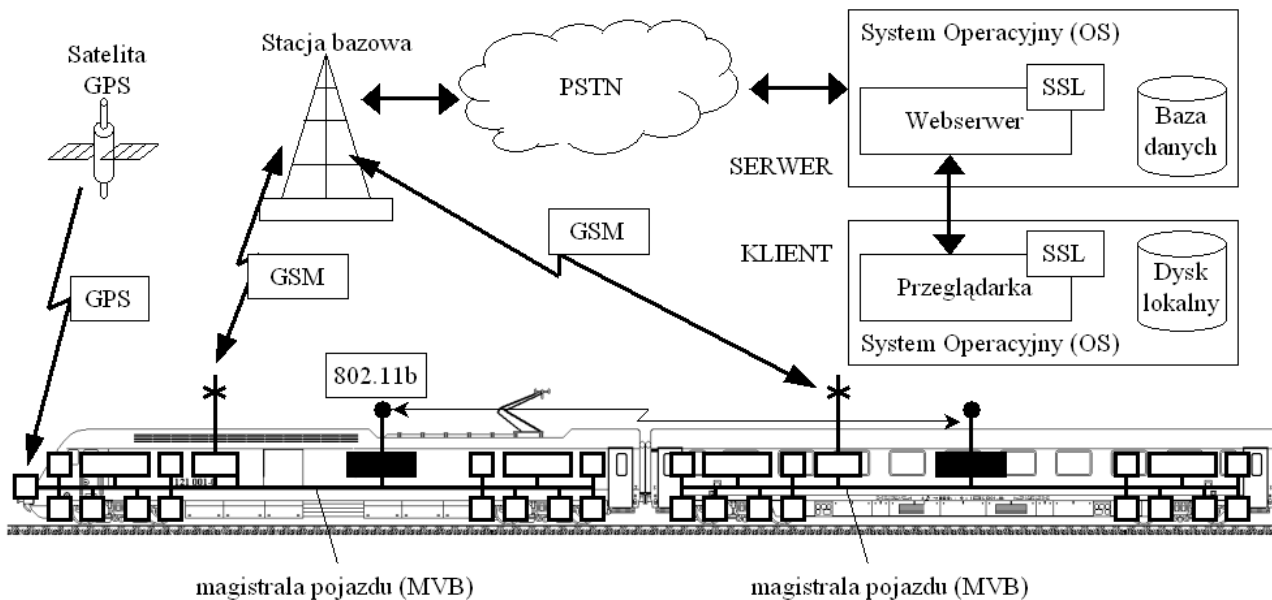 Satelita
GPS
Stacja bazowa
PSTN
System Operacyjny (OS)
SSL
Webserwer
Baza
danych
SERWER
KLIENT
SSL
Przeglądarka
Dysk
lokalny
System Operacyjny (OS)
GPS
GSM
GSM
802.11b
magistrala pojazdu (MVB)
magistrala pojazdu (MVB)